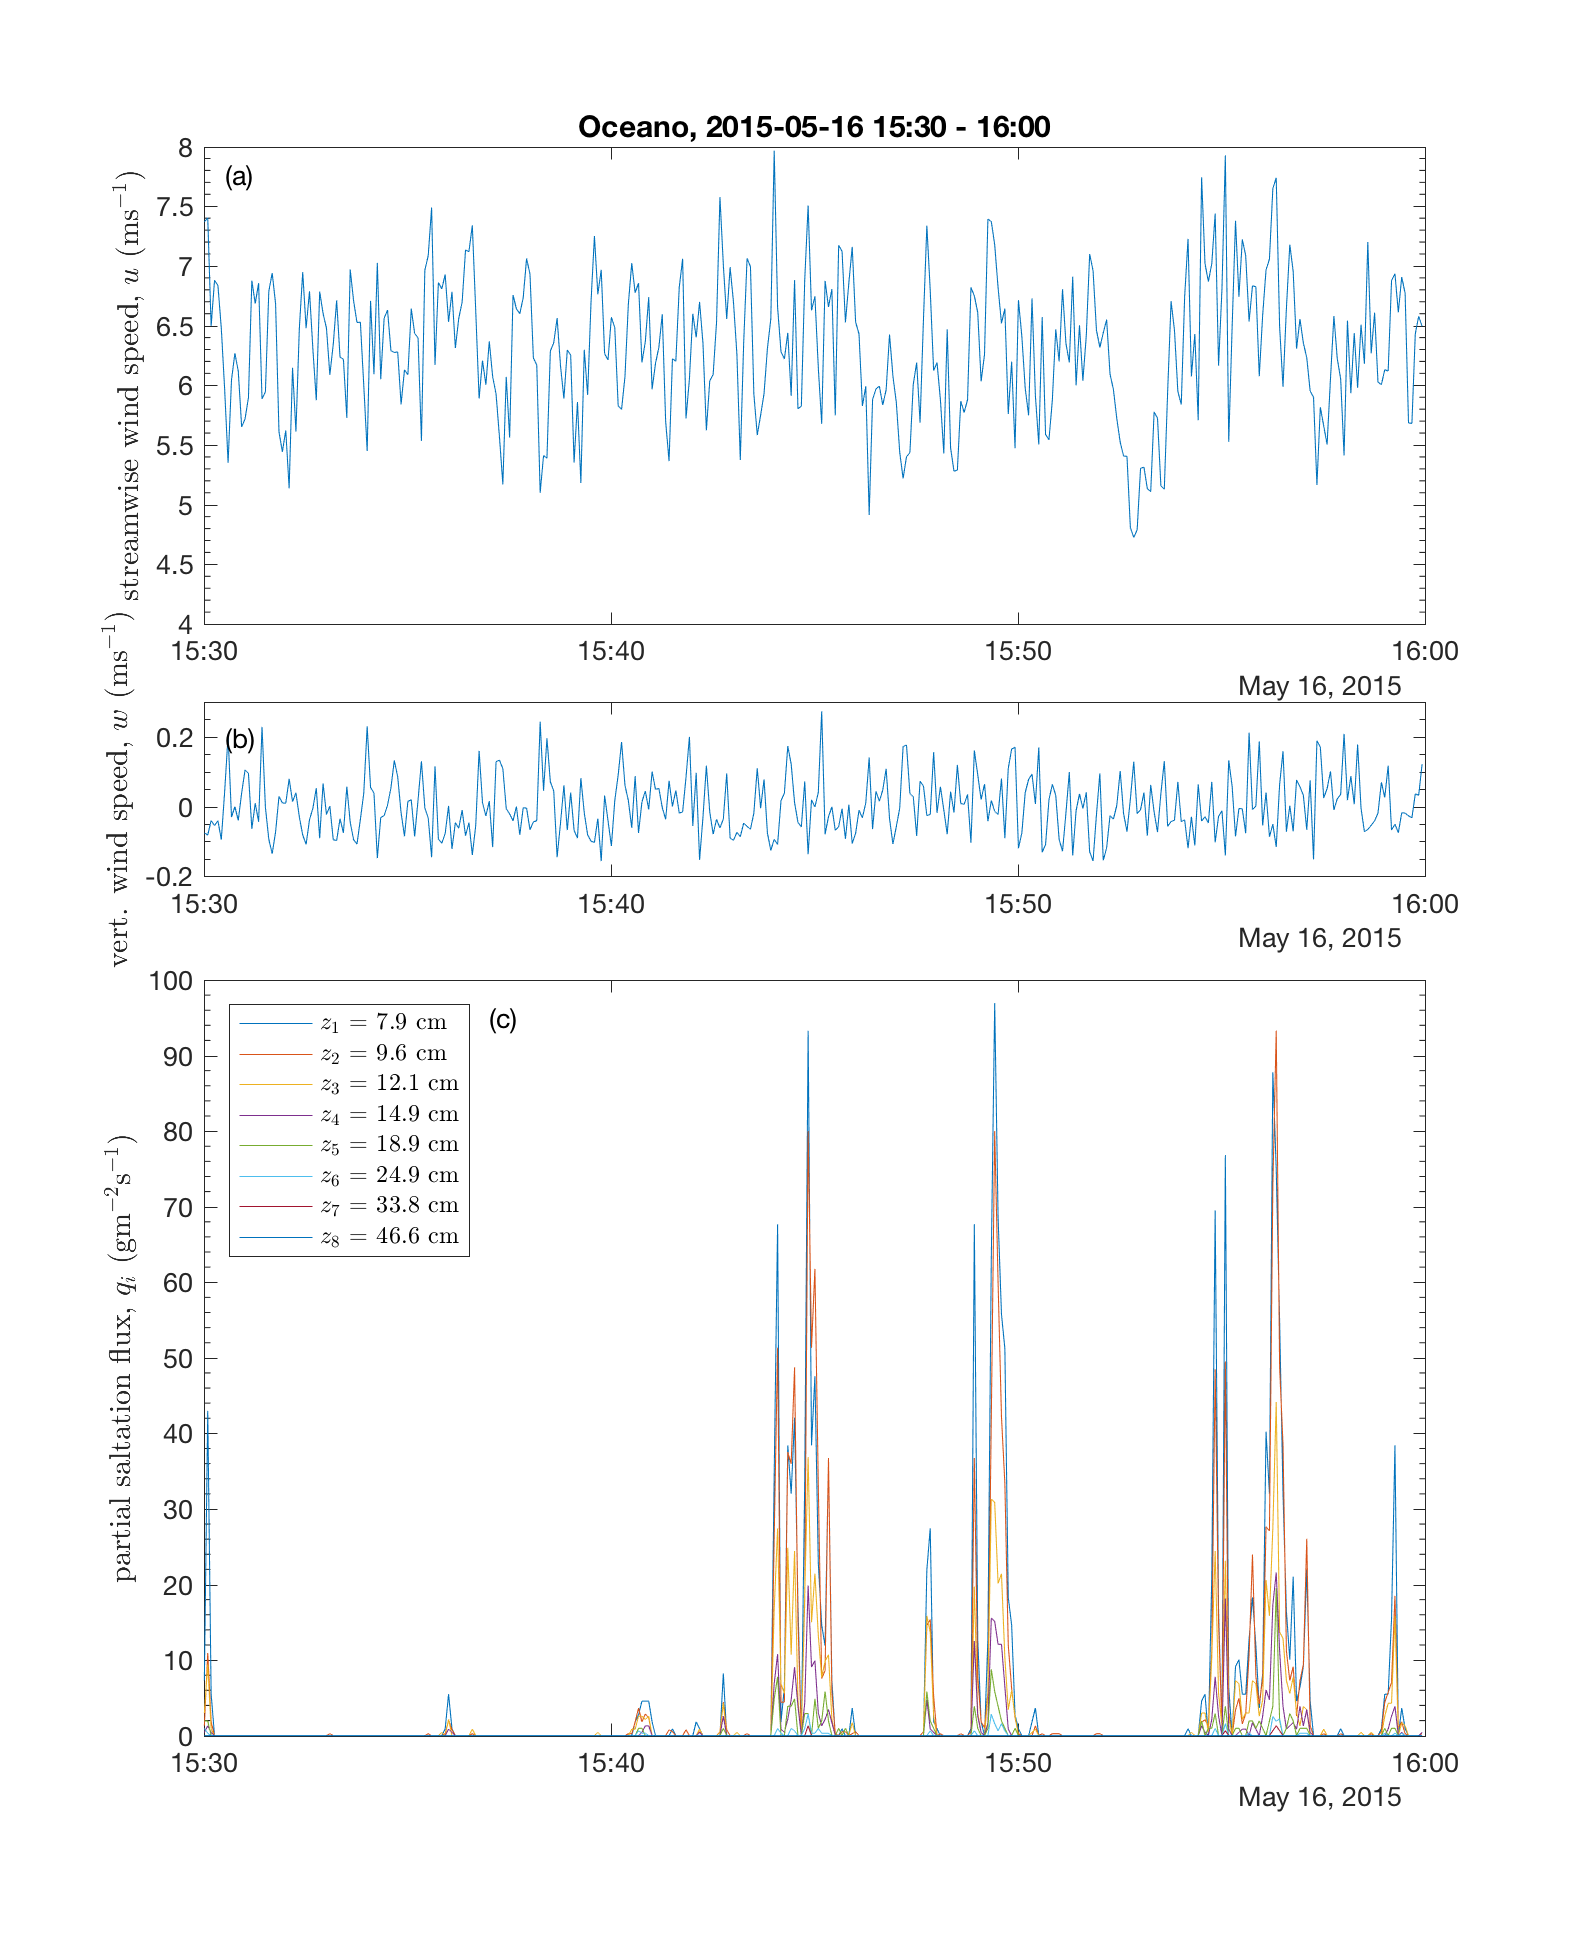 Oceano, 2015-05-16 15:30 - 16:00
(a)
streamwise wind speed, u (ms⁻¹)
8
7.5
7
6.5
6
5.5
5
4.5
4
15:30 15:40 15:50 16:00
May 16, 2015
(b)
vert. wind speed, w (ms⁻¹)
0.2
0
-0.2
15:30 15:40 15:50 16:00
May 16, 2015
(c)
partial saltation flux, qᵢ (gm⁻²s⁻¹)
100
90
80
70
60
50
40
30
20
10
0
z₁ = 7.9 cm
z₂ = 9.6 cm
z₃ = 12.1 cm
z₄ = 14.9 cm
z₅ = 18.9 cm
z₆ = 24.9 cm
z₇ = 33.8 cm
z₈ = 46.6 cm
15:30 15:40 15:50 16:00
May 16, 2015